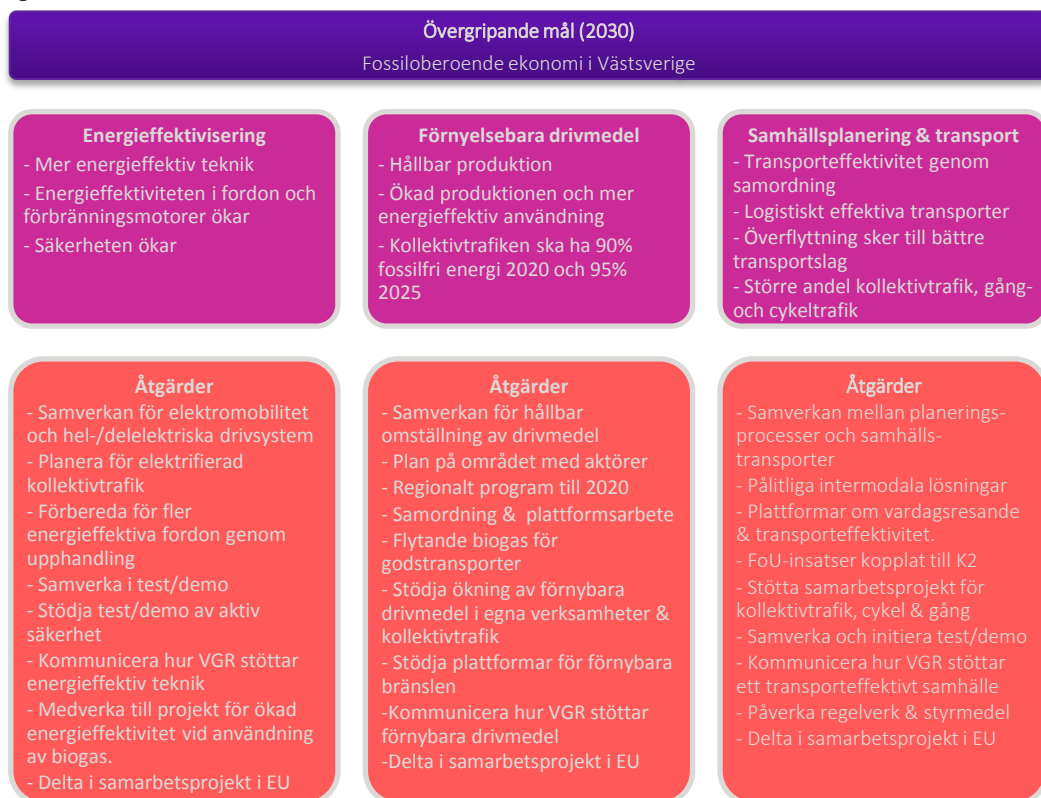 Övergripande mål (2030)
Fossiloberoende ekonomi i Västsverige
Energieffektivisering
- Mer energieffektiv teknik
- Energieffektiviteten i fordon och
förbränningsmotorer ökar
- Säkerheten ökar
Förnyelsebara drivmedel
- Hållbar produktion
- Ökad produktionen och mer
energieffektiv användning
- Kollektivtrafiken ska ha 90%
fossilfri energi 2020 och 95%
2025
Samhällsplanering & transport
- Transporteffektivitet genom
samordning
- Logistiskt effektiva transporter
- Överflyttning sker till bättre
transportslag
- Större andel kollektivtrafik, gång-
och cykeltrafik
Åtgärder
- Samverkan för elektromobilitet
och hel-/delelektriska drivsystem
- Planera för elektrifierad
kollektivtrafik
- Förbereda för fler
energieffektiva fordon genom
upphandling
- Samverka i test/demo
- Stödja test/demo av aktiv
säkerhet
- Kommunicera hur VGR stöttar
energieffektiv teknik
- Medverka till projekt för ökad
energieffektivitet vid användning
av biogas.
- Delta i samarbetsprojekt i EU
Åtgärder
- Samverkan för hållbar
omställning av drivmedel
- Plan på området med aktörer
- Regionalt program till 2020
- Samordning & plattformsarbete
- Flytande biogas för
godstransporter
- Stödja ökning av förnybara
drivmedel i egna verksamheter &
kollektivtrafik
- Stödja plattformar för förnybara
bränslen
-Kommunicera hur VGR stöttar
förnybara drivmedel
-Delta i samarbetsprojekt i EU
Åtgärder
- Samverkan mellan planerings-
processer och samhälls-
transporter
- Pålitliga intermodala lösningar
- Plattformar om vardagsresande
& transporteffektivitet.
- FoU-insatser kopplat till K2
- Stötta samarbetsprojekt för
kollektivtrafik, cykel & gång
- Samverka och initiera test/demo
- Kommunicera hur VGR stöttar
ett transporteffektivt samhälle
- Påverka regelverk & styrmedel
- Delta i samarbetsprojekt i EU